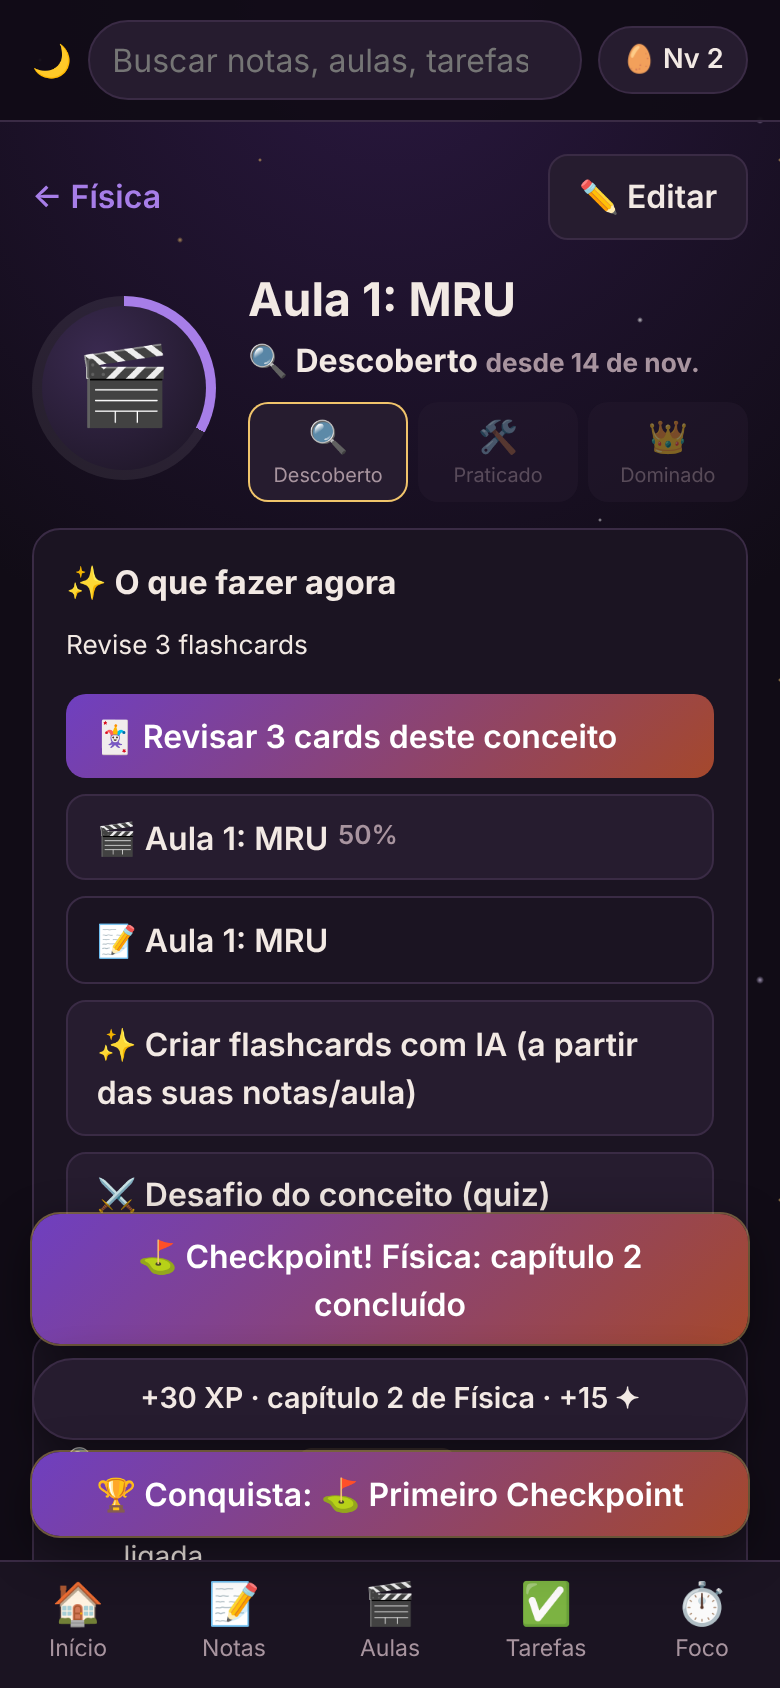 Buscar notas, aulas, tarefas
Nv 2
← Física
Editar
Aula 1: MRU
Descoberto desde 14 de nov.
Descoberto
Praticado
Dominado
O que fazer agora
Revise 3 flashcards
Revisar 3 cards deste conceito
Aula 1: MRU 50%
Aula 1: MRU
Criar flashcards com IA (a partir
das suas notas/aula)
Desafio do conceito (quiz)
Checkpoint! Física: capítulo 2
concluído
+30 XP · capítulo 2 de Física · +15 ✦
Conquista: Primeiro Checkpoint
ligada
Início
Notas
Aulas
Tarefas
Foco